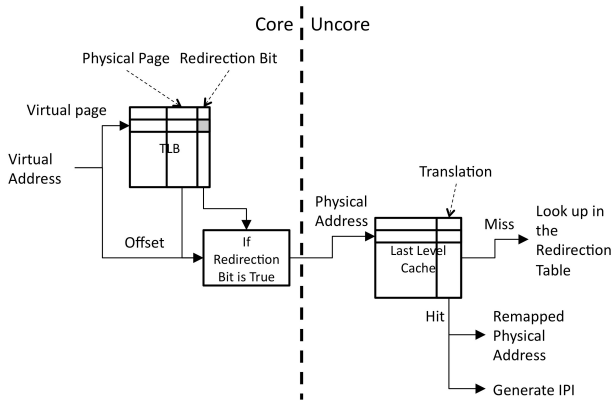 Core
Uncore
Physical Page
Redirection Bit
Virtual page
TLB
Virtual
Address
Offset
If
Redirection
Bit is True
Physical
Address
Translation
Last Level
Cache
Miss
Look up in
the
Redirection
Table
Hit
Remapped
Physical
Address
Generate IPI